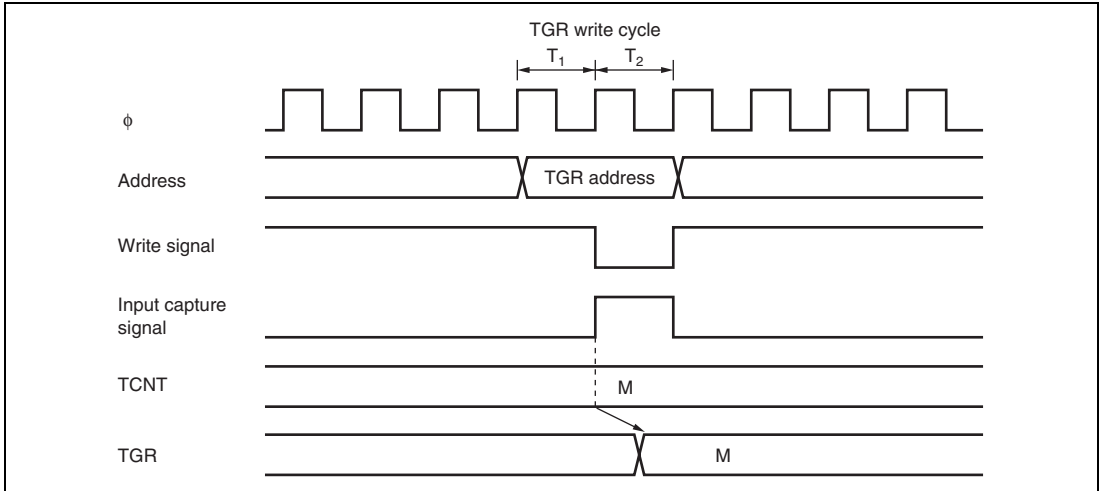 TGR write cycle
T1 T2
ϕ
Address TGR address
Write signal
Input capture
signal
TCNT M
TGR M